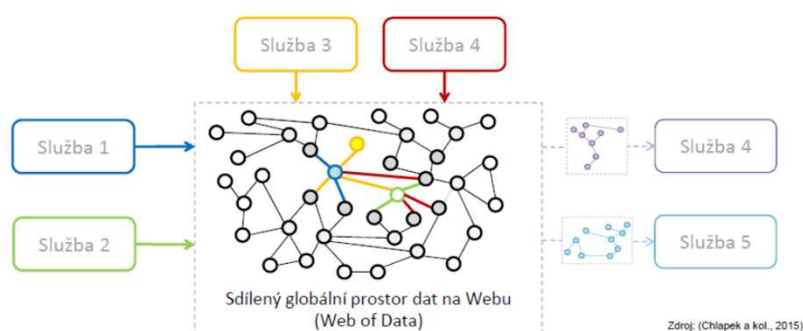 Služba 3
Služba 4
Služba 1
Služba 4
Služba 2
Služba 5
Sdílený globální prostor dat na Webu
(Web of Data)
Zdroj: (Chlapek a kol., 2015)